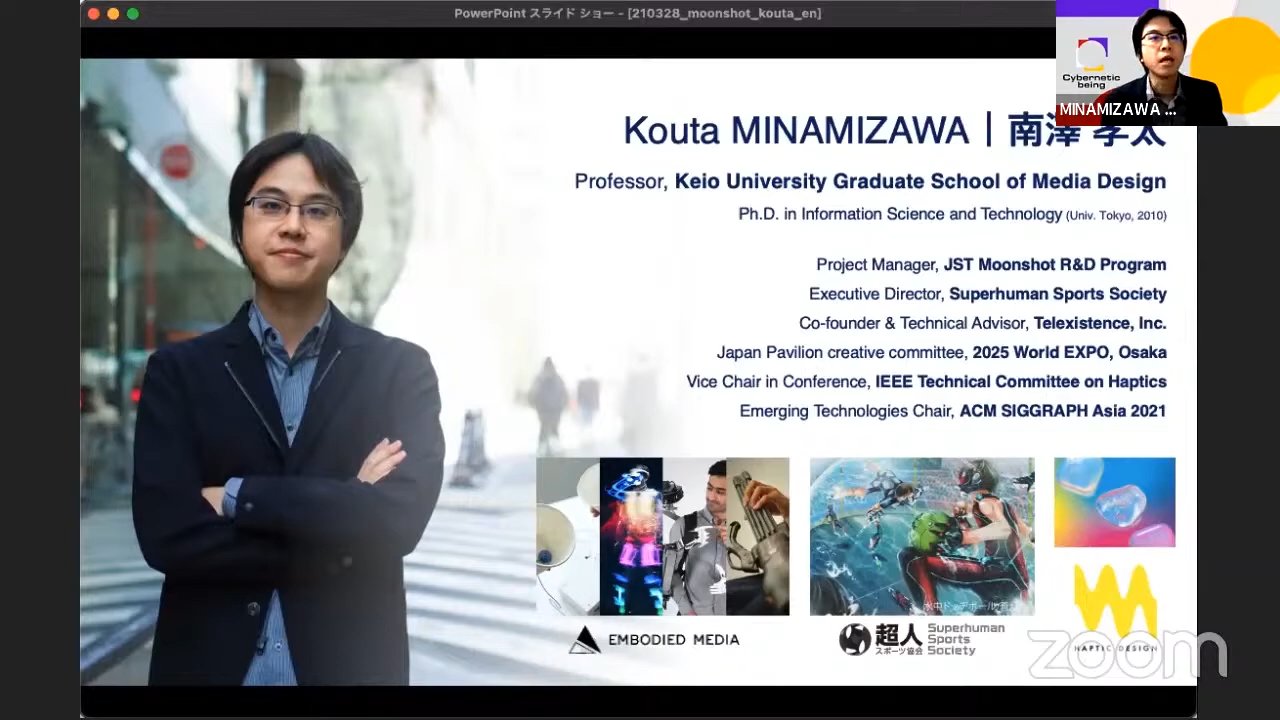 PowerPoint スライド ショー - [210328_moonshot_kouta_en]
Cybernetic
being
MINAMIZAWA ...
Kouta MINAMIZAWA | 南澤 孝太
Professor, Keio University Graduate School of Media Design
Ph.D. in Information Science and Technology (Univ. Tokyo, 2010)
Project Manager, JST Moonshot R&D Program
Executive Director, Superhuman Sports Society
Co-founder & Technical Advisor, Telexistence, Inc.
Japan Pavilion creative committee, 2025 World EXPO, Osaka
Vice Chair in Conference, IEEE Technical Committee on Haptics
Emerging Technologies Chair, ACM SIGGRAPH Asia 2021
EMBODIED MEDIA
超人
スポーツ協会
Superhuman
Sports
Society
HAPTIC DESIGN
zoom